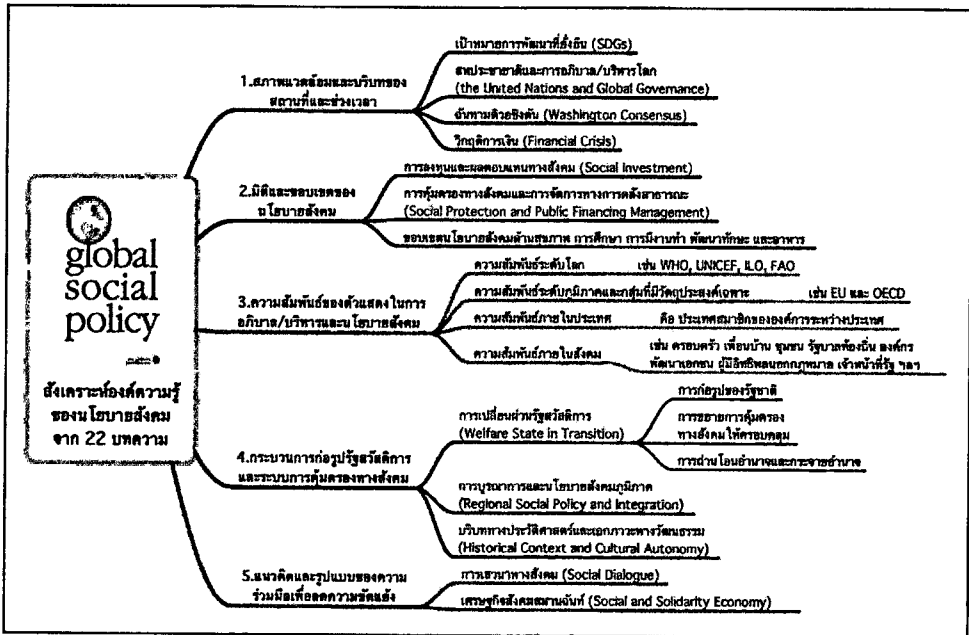 global
social
policy
สังเคราะห์องค์ความรู้
ของนโยบายสังคม
จาก 22 บทความ
1.สภาพแวดล้อมและบริบทของ
สถานที่และช่วงเวลา
เป้าหมายการพัฒนาที่ยั่งยืน (SDGs)
สหประชาชาติและการอภิบาล/บริหารโลก
(the United Nations and Global Governance)
ฉันทามติวอชิงตัน (Washington Consensus)
วิกฤติการเงิน (Financial Crisis)
2.มิติและขอบเขตของ
นโยบายสังคม
การลงทุนและผลตอบแทนทางสังคม (Social Investment)
การคุ้มครองทางสังคมและการจัดการทางการคลังสาธารณะ
(Social Protection and Public Financing Management)
ขอบเขตนโยบายสังคมด้านสุขภาพ การศึกษา การมีงานทำ พัฒนาทักษะ และอาหาร
3.ความสัมพันธ์ของตัวแสดงในการ
อภิบาล/บริหารและนโยบายสังคม
ความสัมพันธ์ระดับโลก เช่น WHO, UNICEF, ILO, FAO
ความสัมพันธ์ระดับภูมิภาคและกลุ่มที่มีวัตถุประสงค์เฉพาะ เช่น EU และ OECD
ความสัมพันธ์ภายในประเทศ คือ ประเทศสมาชิกขององค์การระหว่างประเทศ
ความสัมพันธ์ภายในสังคม
เช่น ครอบครัว เพื่อนบ้าน ชุมชน รัฐบาลท้องถิ่น องค์กร
พัฒนาเอกชน ผู้มีอิทธิพลนอกกฎหมาย เจ้าหน้าที่รัฐ ฯลฯ
4.กระบวนการก่อรูปรัฐสวัสดิการ
และระบบการคุ้มครองทางสังคม
การเปลี่ยนผ่านรัฐสวัสดิการ
(Welfare State in Transition)
การก่อรูปของรัฐชาติ
การขยายการคุ้มครอง
ทางสังคมให้ครอบคลุม
การถ่ายโอนอำนาจและกระจายอำนาจ
การบูรณาการและนโยบายสังคมภูมิภาค
(Regional Social Policy and Integration)
บริบททางประวัติศาสตร์และเอกภาวะทางวัฒนธรรม
(Historical Context and Cultural Autonomy)
5.แนวคิดและรูปแบบของความ
ร่วมมือเพื่อลดความขัดแย้ง
การเสวนาทางสังคม (Social Dialogue)
เศรษฐกิจสังคมสมานฉันท์ (Social and Solidarity Economy)